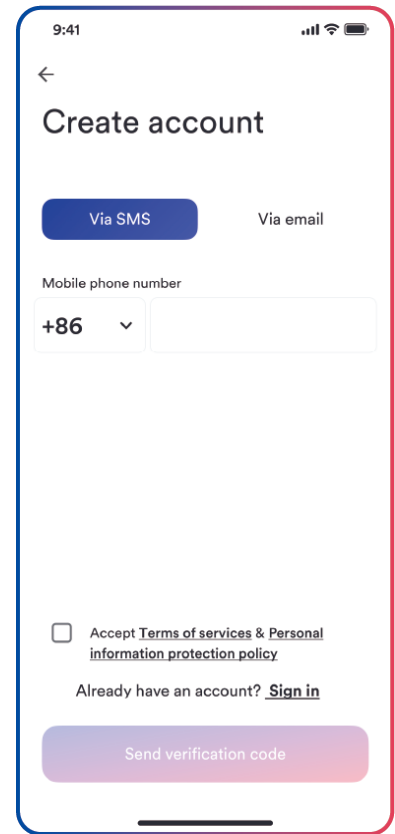 9:41
Create account
Via SMS
Via email
Mobile phone number
+86
Accept Terms of services & Personal
information protection policy
Already have an account? Sign in
Send verification code